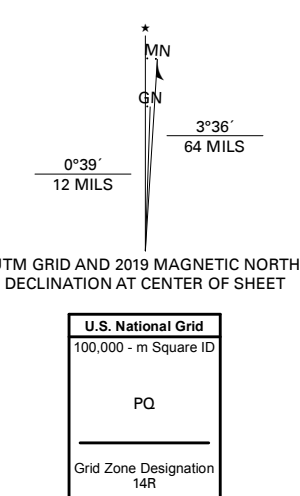 ★
MN
GN
3°36´
64 MILS
0°39´
12 MILS
UTM GRID AND 2019 MAGNETIC NORTH
DECLINATION AT CENTER OF SHEET
U.S. National Grid
100,000 - m Square ID
PQ
Grid Zone Designation
14R